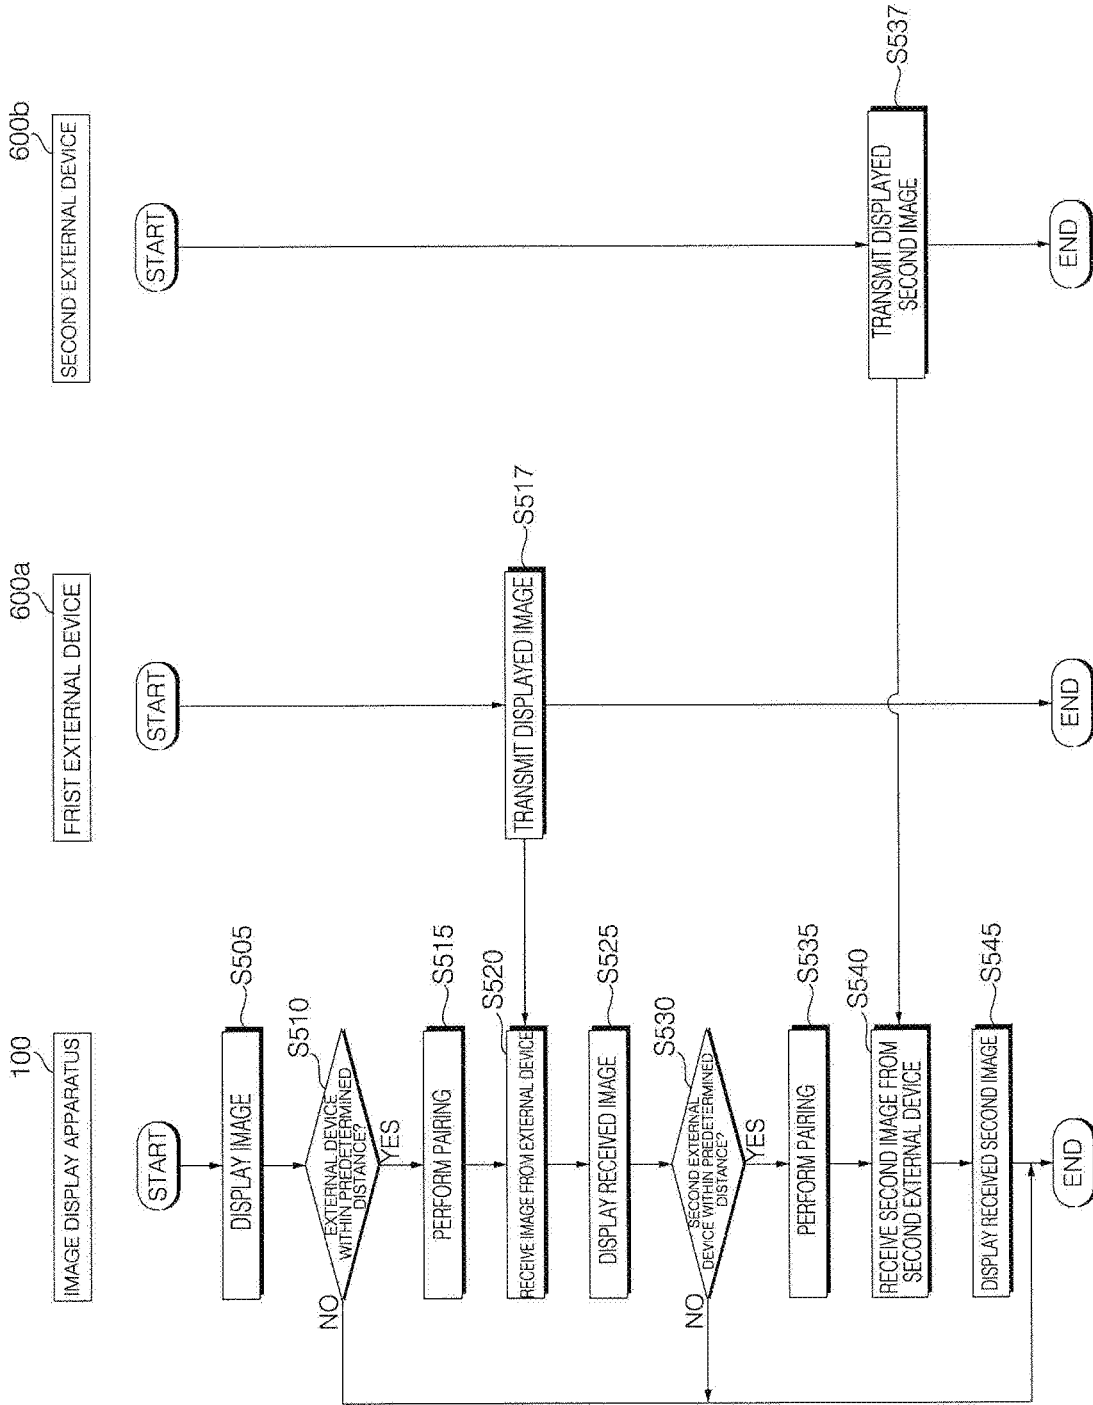 100
IMAGE DISPLAY APPARATUS
600a
FRIST EXTERNAL DEVICE
600b
SECOND EXTERNAL DEVICE
START
START
START
DISPLAY IMAGE
S505
EXTERNAL DEVICE
WITHIN PREDETERMINED
DISTANCE?
S510
NO
YES
PERFORM PAIRING
S515
RECEIVE IMAGE FROM EXTERNAL DEVICE
S520
TRANSMIT DISPLAYED IMAGE
S517
DISPLAY RECEIVED IMAGE
S525
SECOND EXTERNAL
DEVICE WITHIN PREDETERMINED
DISTANCE?
S530
NO
YES
PERFORM PAIRING
S535
RECEIVE SECOND IMAGE FROM
SECOND EXTERNAL DEVICE
S540
TRANSMIT DISPLAYED
SECOND IMAGE
S537
DISPLAY RECEIVED SECOND IMAGE
S545
END
END
END